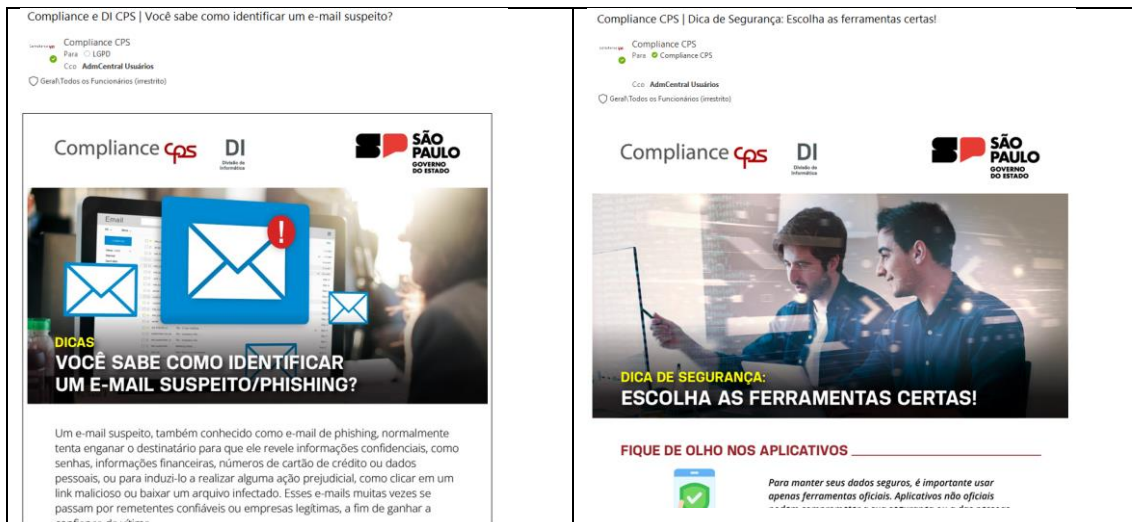 Compliance e DI CPS | Você sabe como identificar um e-mail suspeito?
Compliance CPS
Para LGPD
Cco AdmCentral Usuários
Geral\Todos os Funcionários (irrestrito)
Compliance cps
DI
Divisão de
Informática
SÃO
PAULO
GOVERNO
DO ESTADO
Email
DICAS
VOCÊ SABE COMO IDENTIFICAR
UM E-MAIL SUSPEITO/PHISHING?
Um e-mail suspeito, também conhecido como e-mail de phishing, normalmente
tenta enganar o destinatário para que ele revele informações confidenciais, como
senhas, informações financeiras, números de cartão de crédito ou dados
pessoais, ou para induzi-lo a realizar alguma ação prejudicial, como clicar em um
link malicioso ou baixar um arquivo infectado. Esses e-mails muitas vezes se
passam por remetentes confiáveis ou empresas legítimas, a fim de ganhar a
Compliance CPS | Dica de Segurança: Escolha as ferramentas certas!
Compliance CPS
Para Compliance CPS
Cco AdmCentral Usuários
Geral\Todos os Funcionários (irrestrito)
Compliance cps
DI
Divisão de
Informática
SÃO
PAULO
GOVERNO
DO ESTADO
DICA DE SEGURANÇA:
ESCOLHA AS FERRAMENTAS CERTAS!
FIQUE DE OLHO NOS APLICATIVOS
Para manter seus dados seguros, é importante usar
apenas ferramentas oficiais. Aplicativos não oficiais